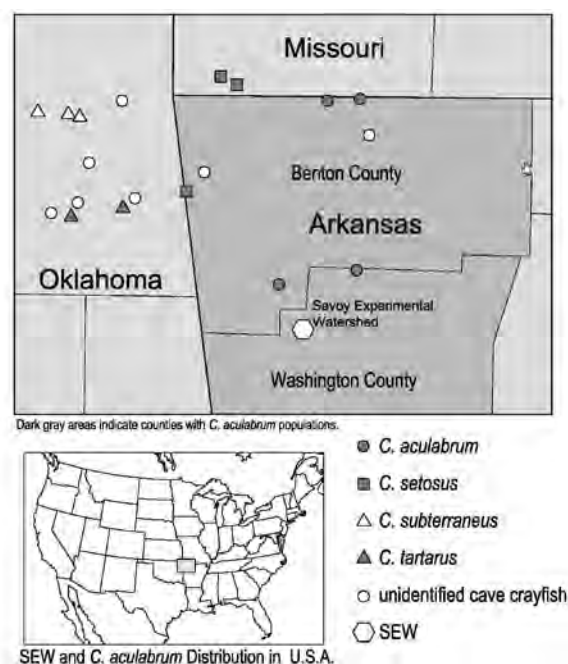 Missouri
Benton County
Arkansas
Oklahoma
Savoy Experimental
Watershed
Washington County
Dark gray areas indicate counties with C. aculabrum populations.
C. aculabrum
C. setosus
C. subterraneus
C. tartarus
unidentified cave crayfish
SEW
SEW and C. aculabrum Distribution in U.S.A.